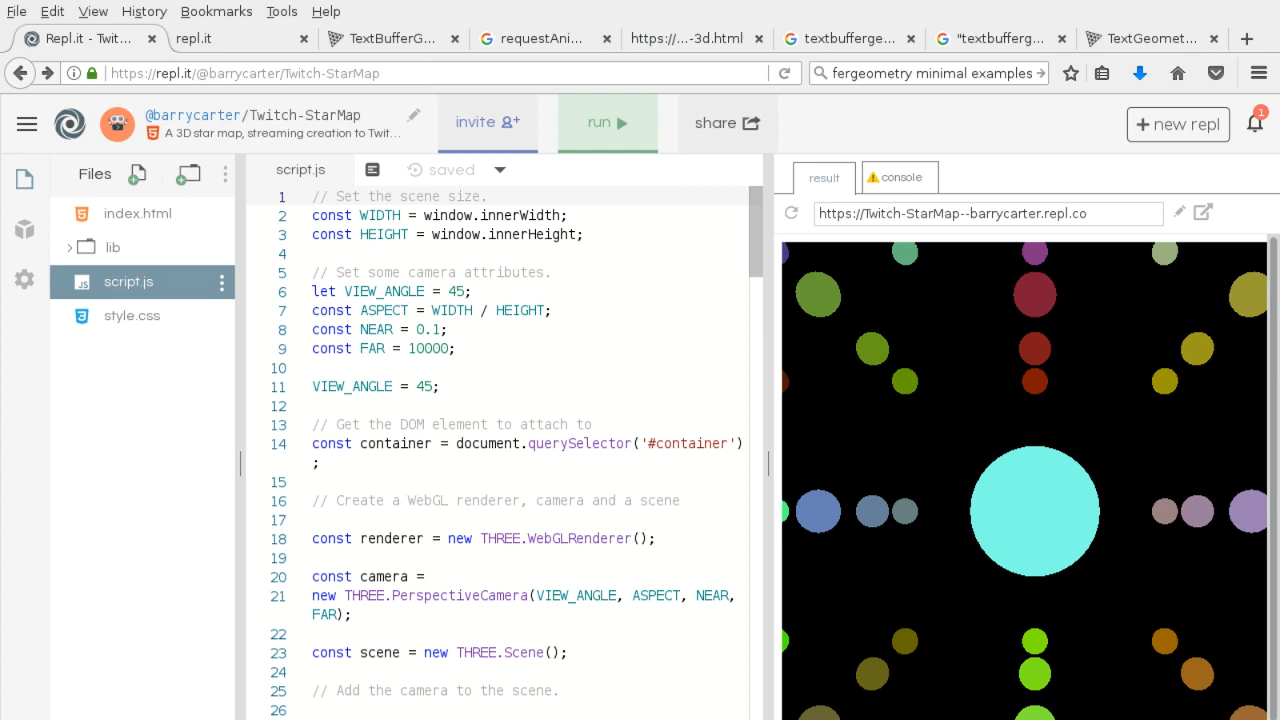 File Edit View History Bookmarks Tools Help
Repl.it - Twitc... × repl.it × TextBufferG... × requestAni... × https:/...-3d.html × textbufferge... × "textbufferg... × TextGeomet... × +
https://repl.it/@barrycarter/Twitch-StarMap
fergeometry minimal examples
@barrycarter/Twitch-StarMap
A 3D star map, streaming creation to Twit...
invite
run
share
+ new repl
1
Files
index.html
lib
script.js
style.css
script.js
saved
1 // Set the scene size.
2 const WIDTH = window.innerWidth;
3 const HEIGHT = window.innerHeight;
4
5 // Set some camera attributes.
6 let VIEW_ANGLE = 45;
7 const ASPECT = WIDTH / HEIGHT;
8 const NEAR = 0.1;
9 const FAR = 10000;
10
11 VIEW_ANGLE = 45;
12
13 // Get the DOM element to attach to
14 const container = document.querySelector('#container')
;
15
16 // Create a WebGL renderer, camera and a scene
17
18 const renderer = new THREE.WebGLRenderer();
19
20 const camera =
21 new THREE.PerspectiveCamera(VIEW_ANGLE, ASPECT, NEAR,
FAR);
22
23 const scene = new THREE.Scene();
24
25 // Add the camera to the scene.
26
result
console
https://Twitch-StarMap--barrycarter.repl.co